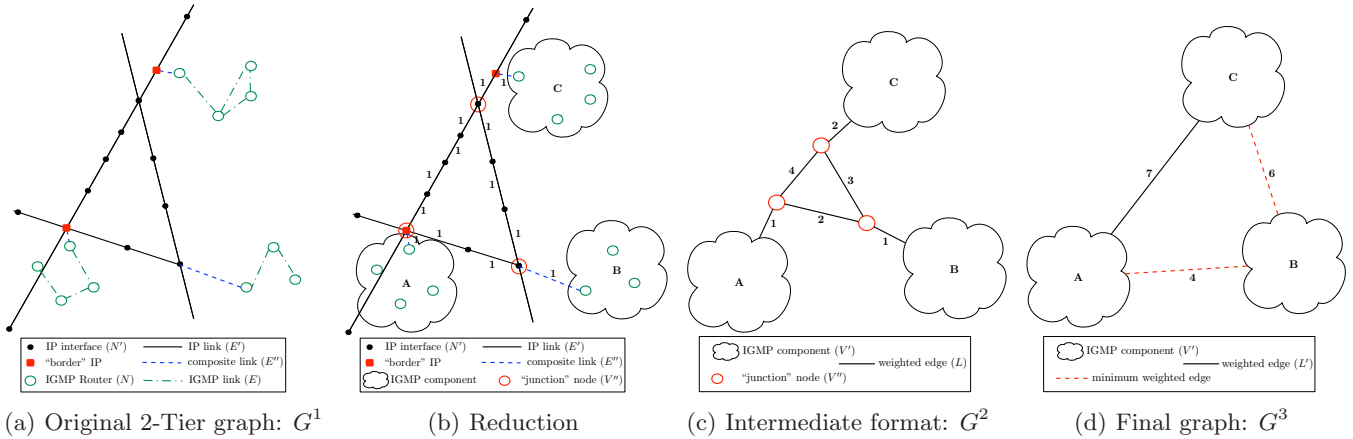 1
1
1
1
1
1
1
1
1
1
1
1
1
1
C
B
A
C
2
4
3
2
1
1
A
B
C
7
6
A
B
4
IP interface (N′) IP link (E′)
"border" IP composite link (E″)
IGMP Router (N) IGMP link (E)
IP interface (N′) IP link (E′)
"border" IP composite link (E″)
IGMP component "junction" node (V″)
IGMP component (V′)
weighted edge (L)
"junction" node (V″)
IGMP component (V′)
weighted edge (L′)
minimum weighted edge
(a) Original 2-Tier graph: G¹
(b) Reduction
(c) Intermediate format: G²
(d) Final graph: G³